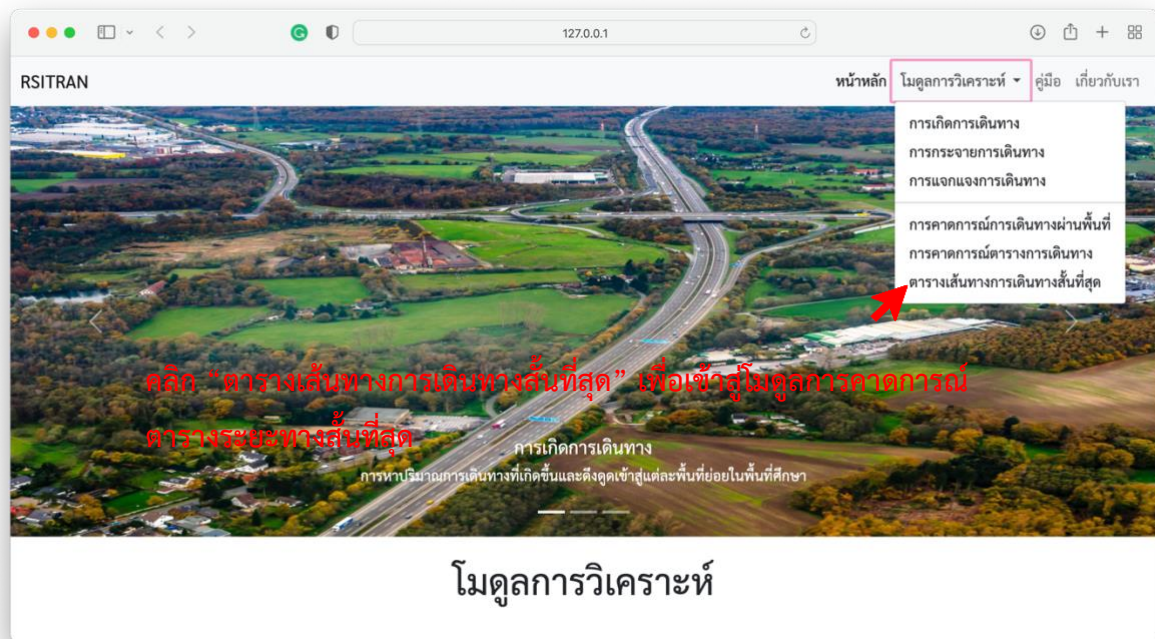 127.0.0.1
RSITRAN
หน้าหลัก โมดูลการวิเคราะห์ คู่มือ เกี่ยวกับเรา
การเกิดการเดินทาง
การกระจายการเดินทาง
การแจกแจงการเดินทาง
การคาดการณ์การเดินทางผ่านพื้นที่
การคาดการณ์ตารางการเดินทาง
ตารางเส้นทางการเดินทางสั้นที่สุด
คลิก “ตารางเส้นทางการเดินทางสั้นที่สุด” เพื่อเข้าสู่โมดูลการคาดการณ์
ตารางระยะทางสั้นที่สุด
การเกิดการเดินทาง
การหาปริมาณการเดินทางที่เกิดขึ้นและดึงดูดเข้าสู่แต่ละพื้นที่ย่อยในพื้นที่ศึกษา
โมดูลการวิเคราะห์